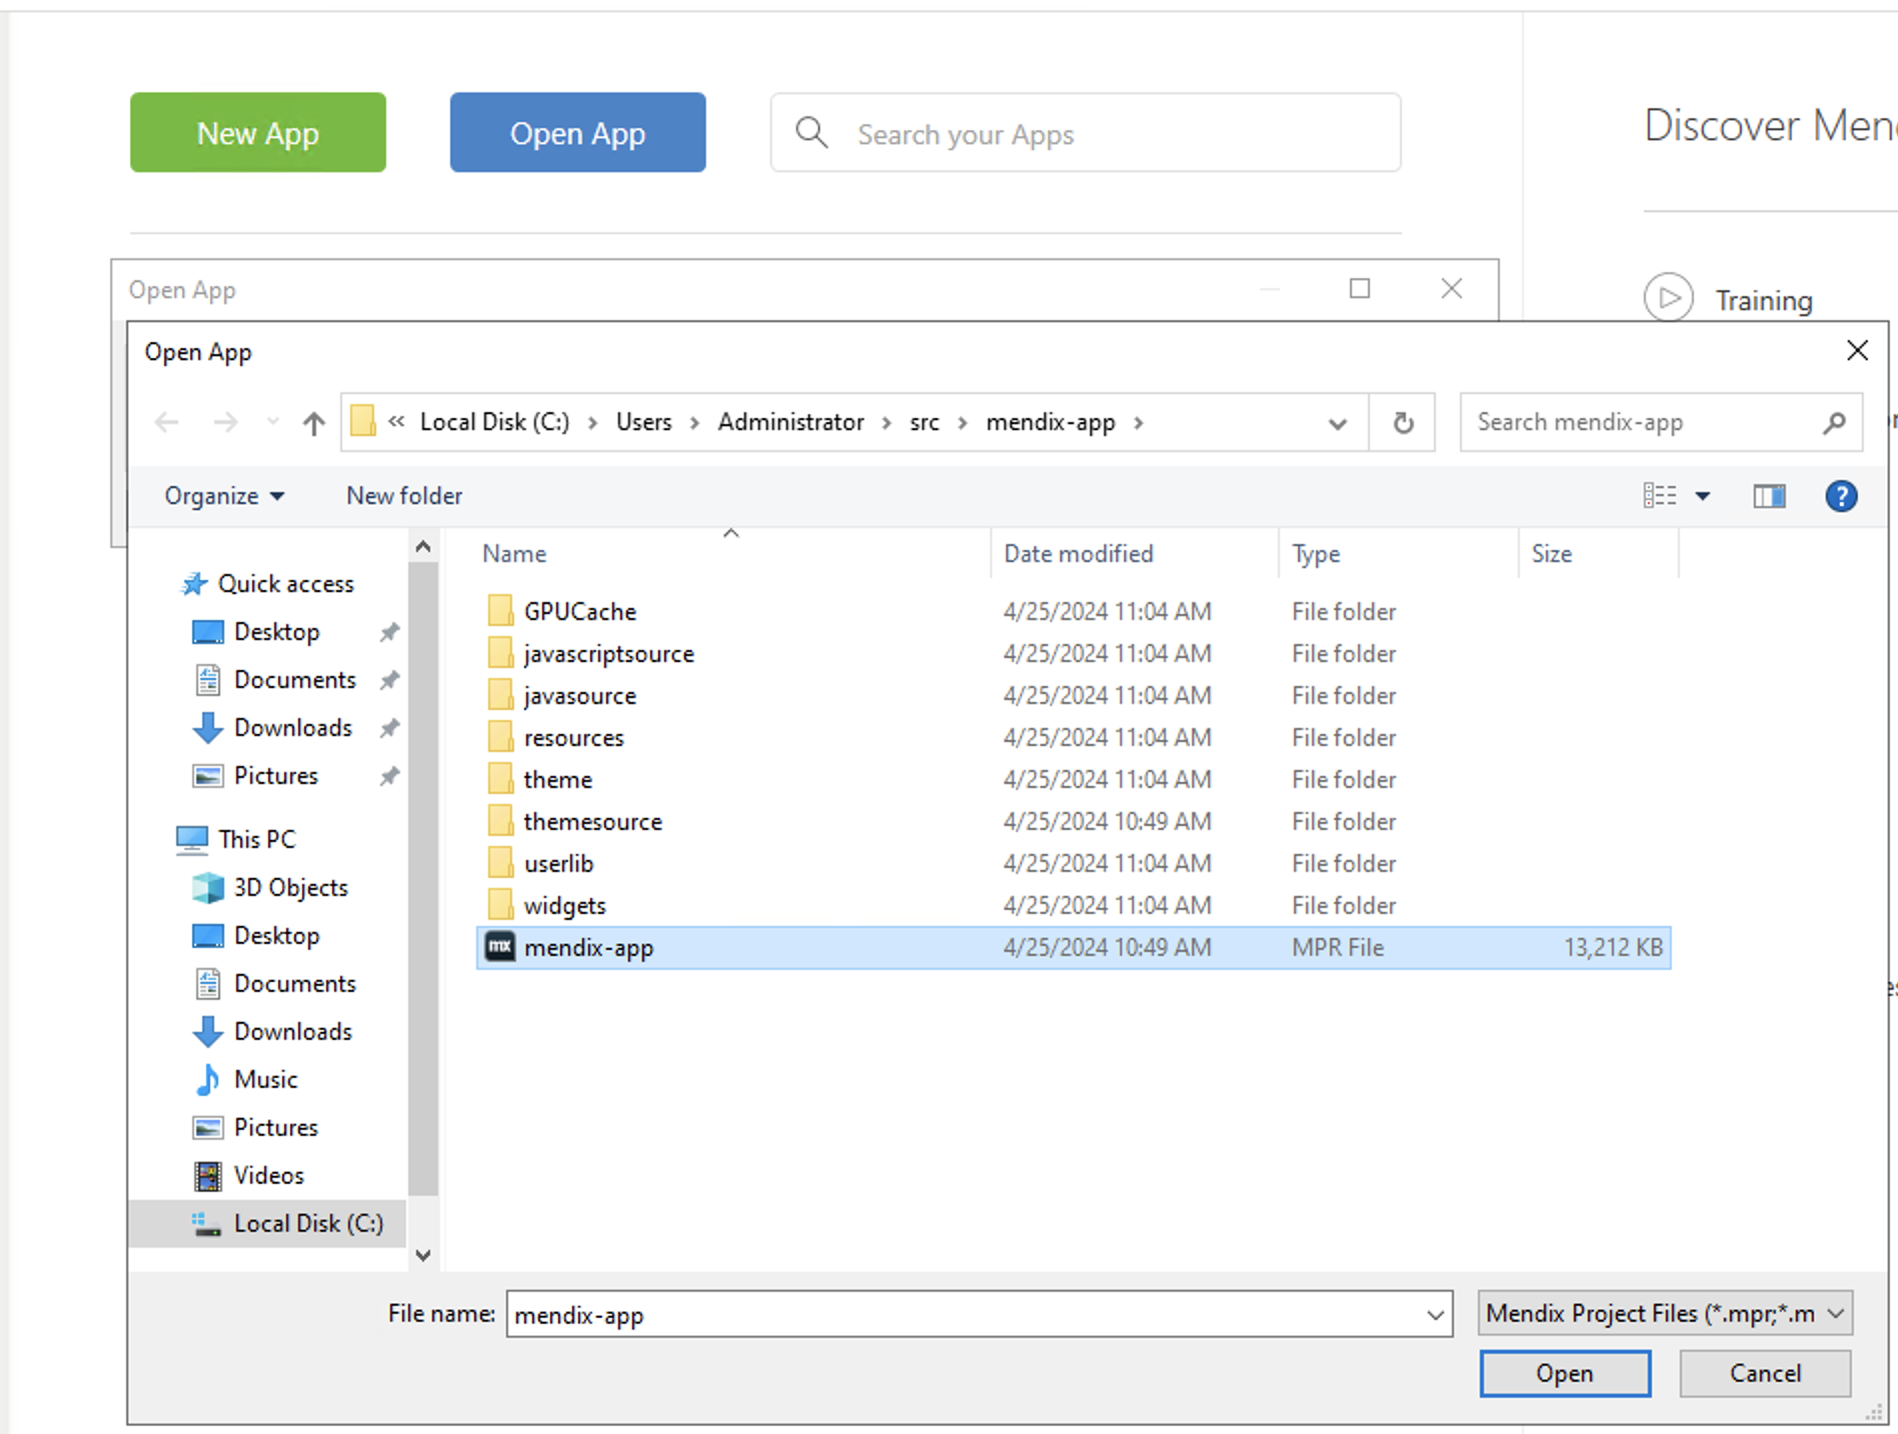 New App
Open App
Search your Apps
Discover Men
Training
Open App
Open App
« Local Disk (C:) › Users › Administrator › src › mendix-app ›
Search mendix-app
Organize
New folder
?
Name Date modified Type Size
Quick access
Desktop
Documents
Downloads
Pictures
This PC
3D Objects
Desktop
Documents
Downloads
Music
Pictures
Videos
Local Disk (C:)
GPUCache 4/25/2024 11:04 AM File folder
javascriptsource 4/25/2024 11:04 AM File folder
javasource 4/25/2024 11:04 AM File folder
resources 4/25/2024 11:04 AM File folder
theme 4/25/2024 11:04 AM File folder
themesource 4/25/2024 10:49 AM File folder
userlib 4/25/2024 11:04 AM File folder
widgets 4/25/2024 11:04 AM File folder
mx mendix-app 4/25/2024 10:49 AM MPR File 13,212 KB
File name: mendix-app
Mendix Project Files (*.mpr;*.m
Open
Cancel